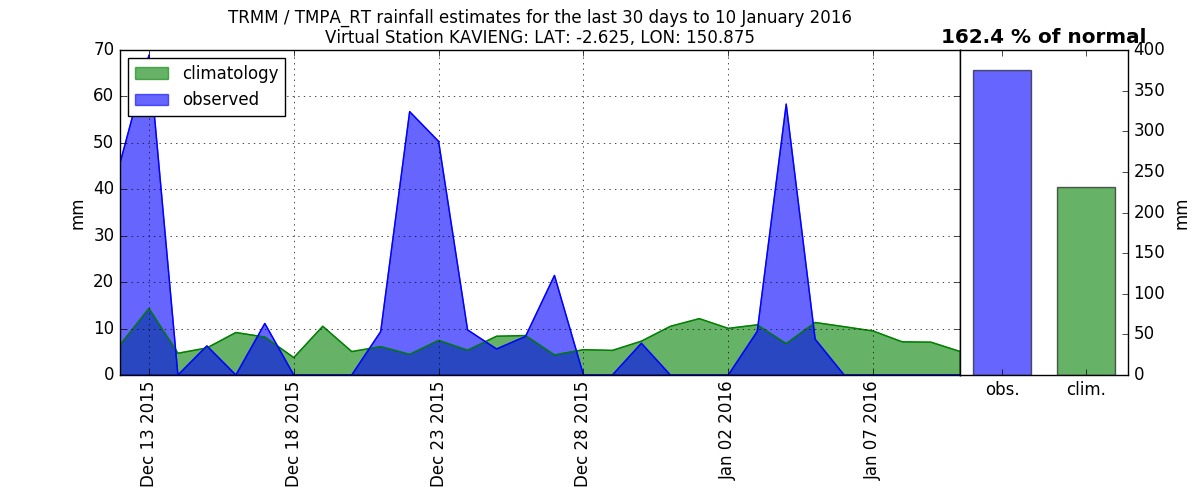 TRMM / TMPA_RT rainfall estimates for the last 30 days to 10 January 2016
Virtual Station KAVIENG: LAT: -2.625, LON: 150.875
162.4 % of normal
climatology
observed
70
60
50
40
30
20
10
0
mm
Dec 13 2015
Dec 18 2015
Dec 23 2015
Dec 28 2015
Jan 02 2016
Jan 07 2016
400
350
300
250
200
150
100
50
0
mm
obs.
clim.